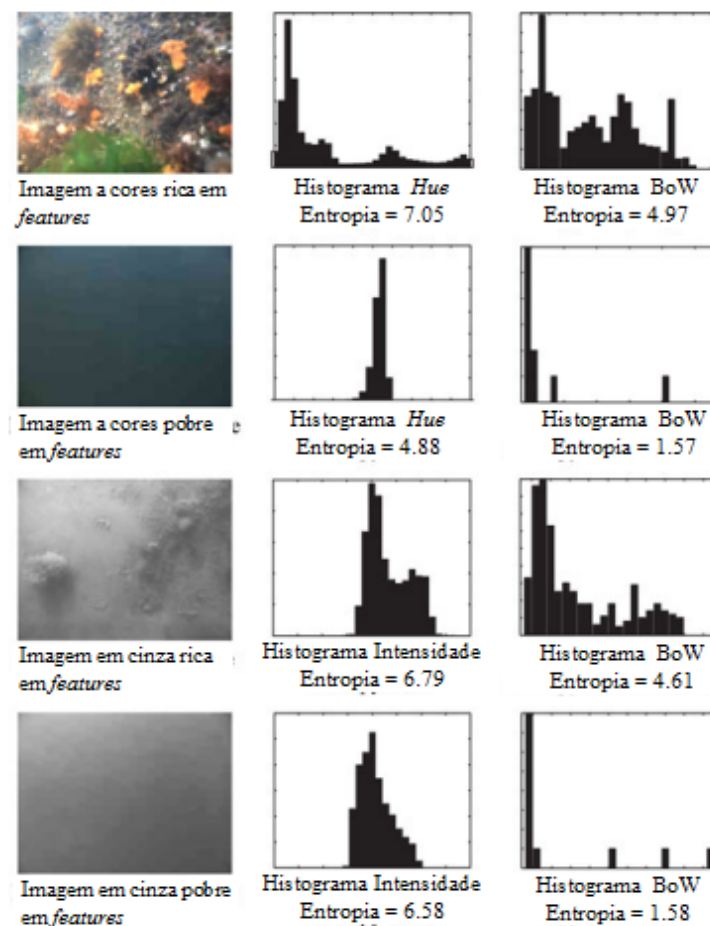 Imagem a cores rica em
features
Histograma Hue
Entropia = 7.05
Histograma BoW
Entropia = 4.97
Imagem a cores pobre
em features
Histograma Hue
Entropia = 4.88
Histograma BoW
Entropia = 1.57
Imagem em cinza rica
em features
Histograma Intensidade
Entropia = 6.79
Histograma BoW
Entropia = 4.61
Imagem em cinza pobre
em features
Histograma Intensidade
Entropia = 6.58
Histograma BoW
Entropia = 1.58